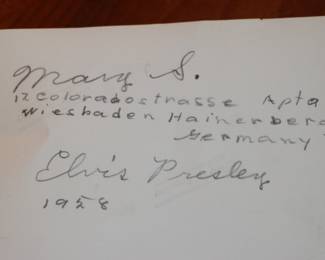 Mary S.
12 Coloradostrasse Apta
Wiesbaden Hainerberg
Germany
Elvis Presley
1958